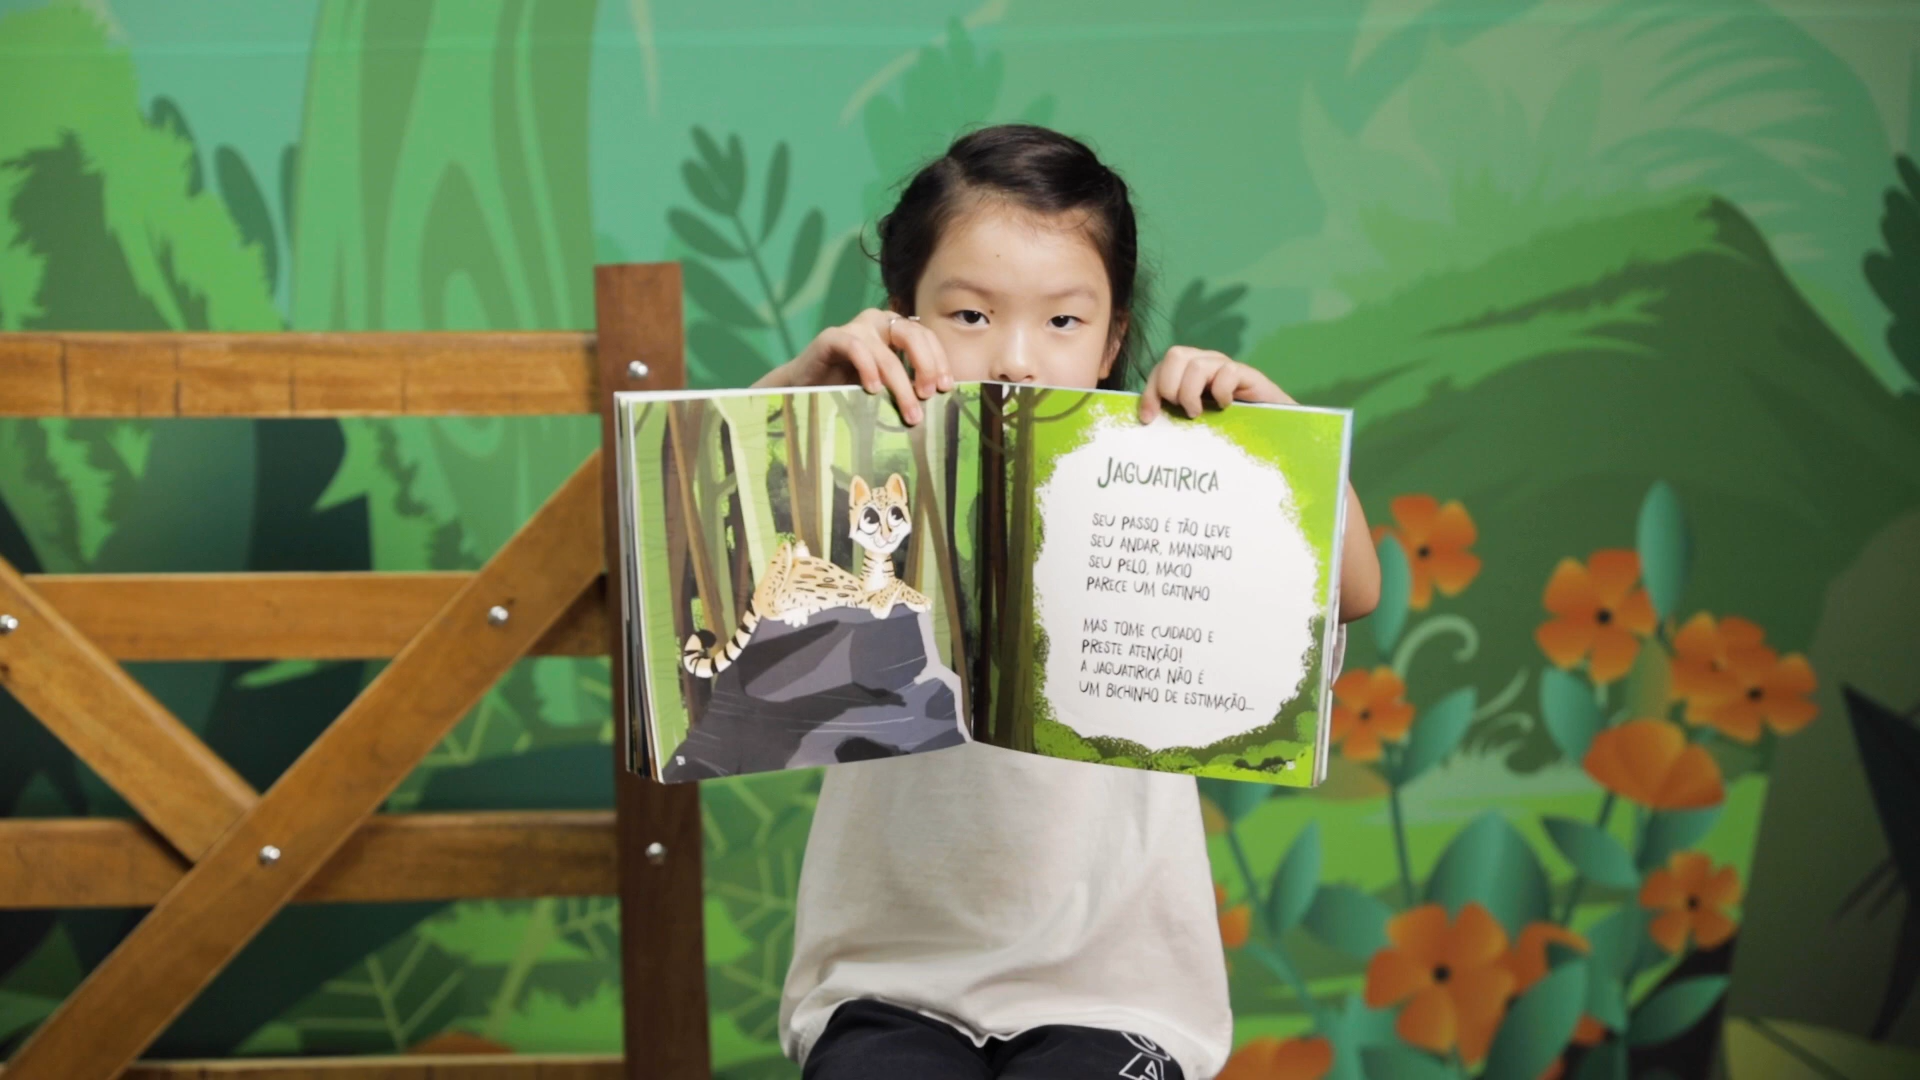 JAGUATIRICA
SEU PASSO É TÃO LEVE
SEU ANDAR, MANSINHO
SEU PELO, MACIO
PARECE UM GATINHO
MAS TOME CUIDADO E
PRESTE ATENÇÃO!
A JAGUATIRICA NÃO É
UM BICHINHO DE ESTIMAÇÃO...